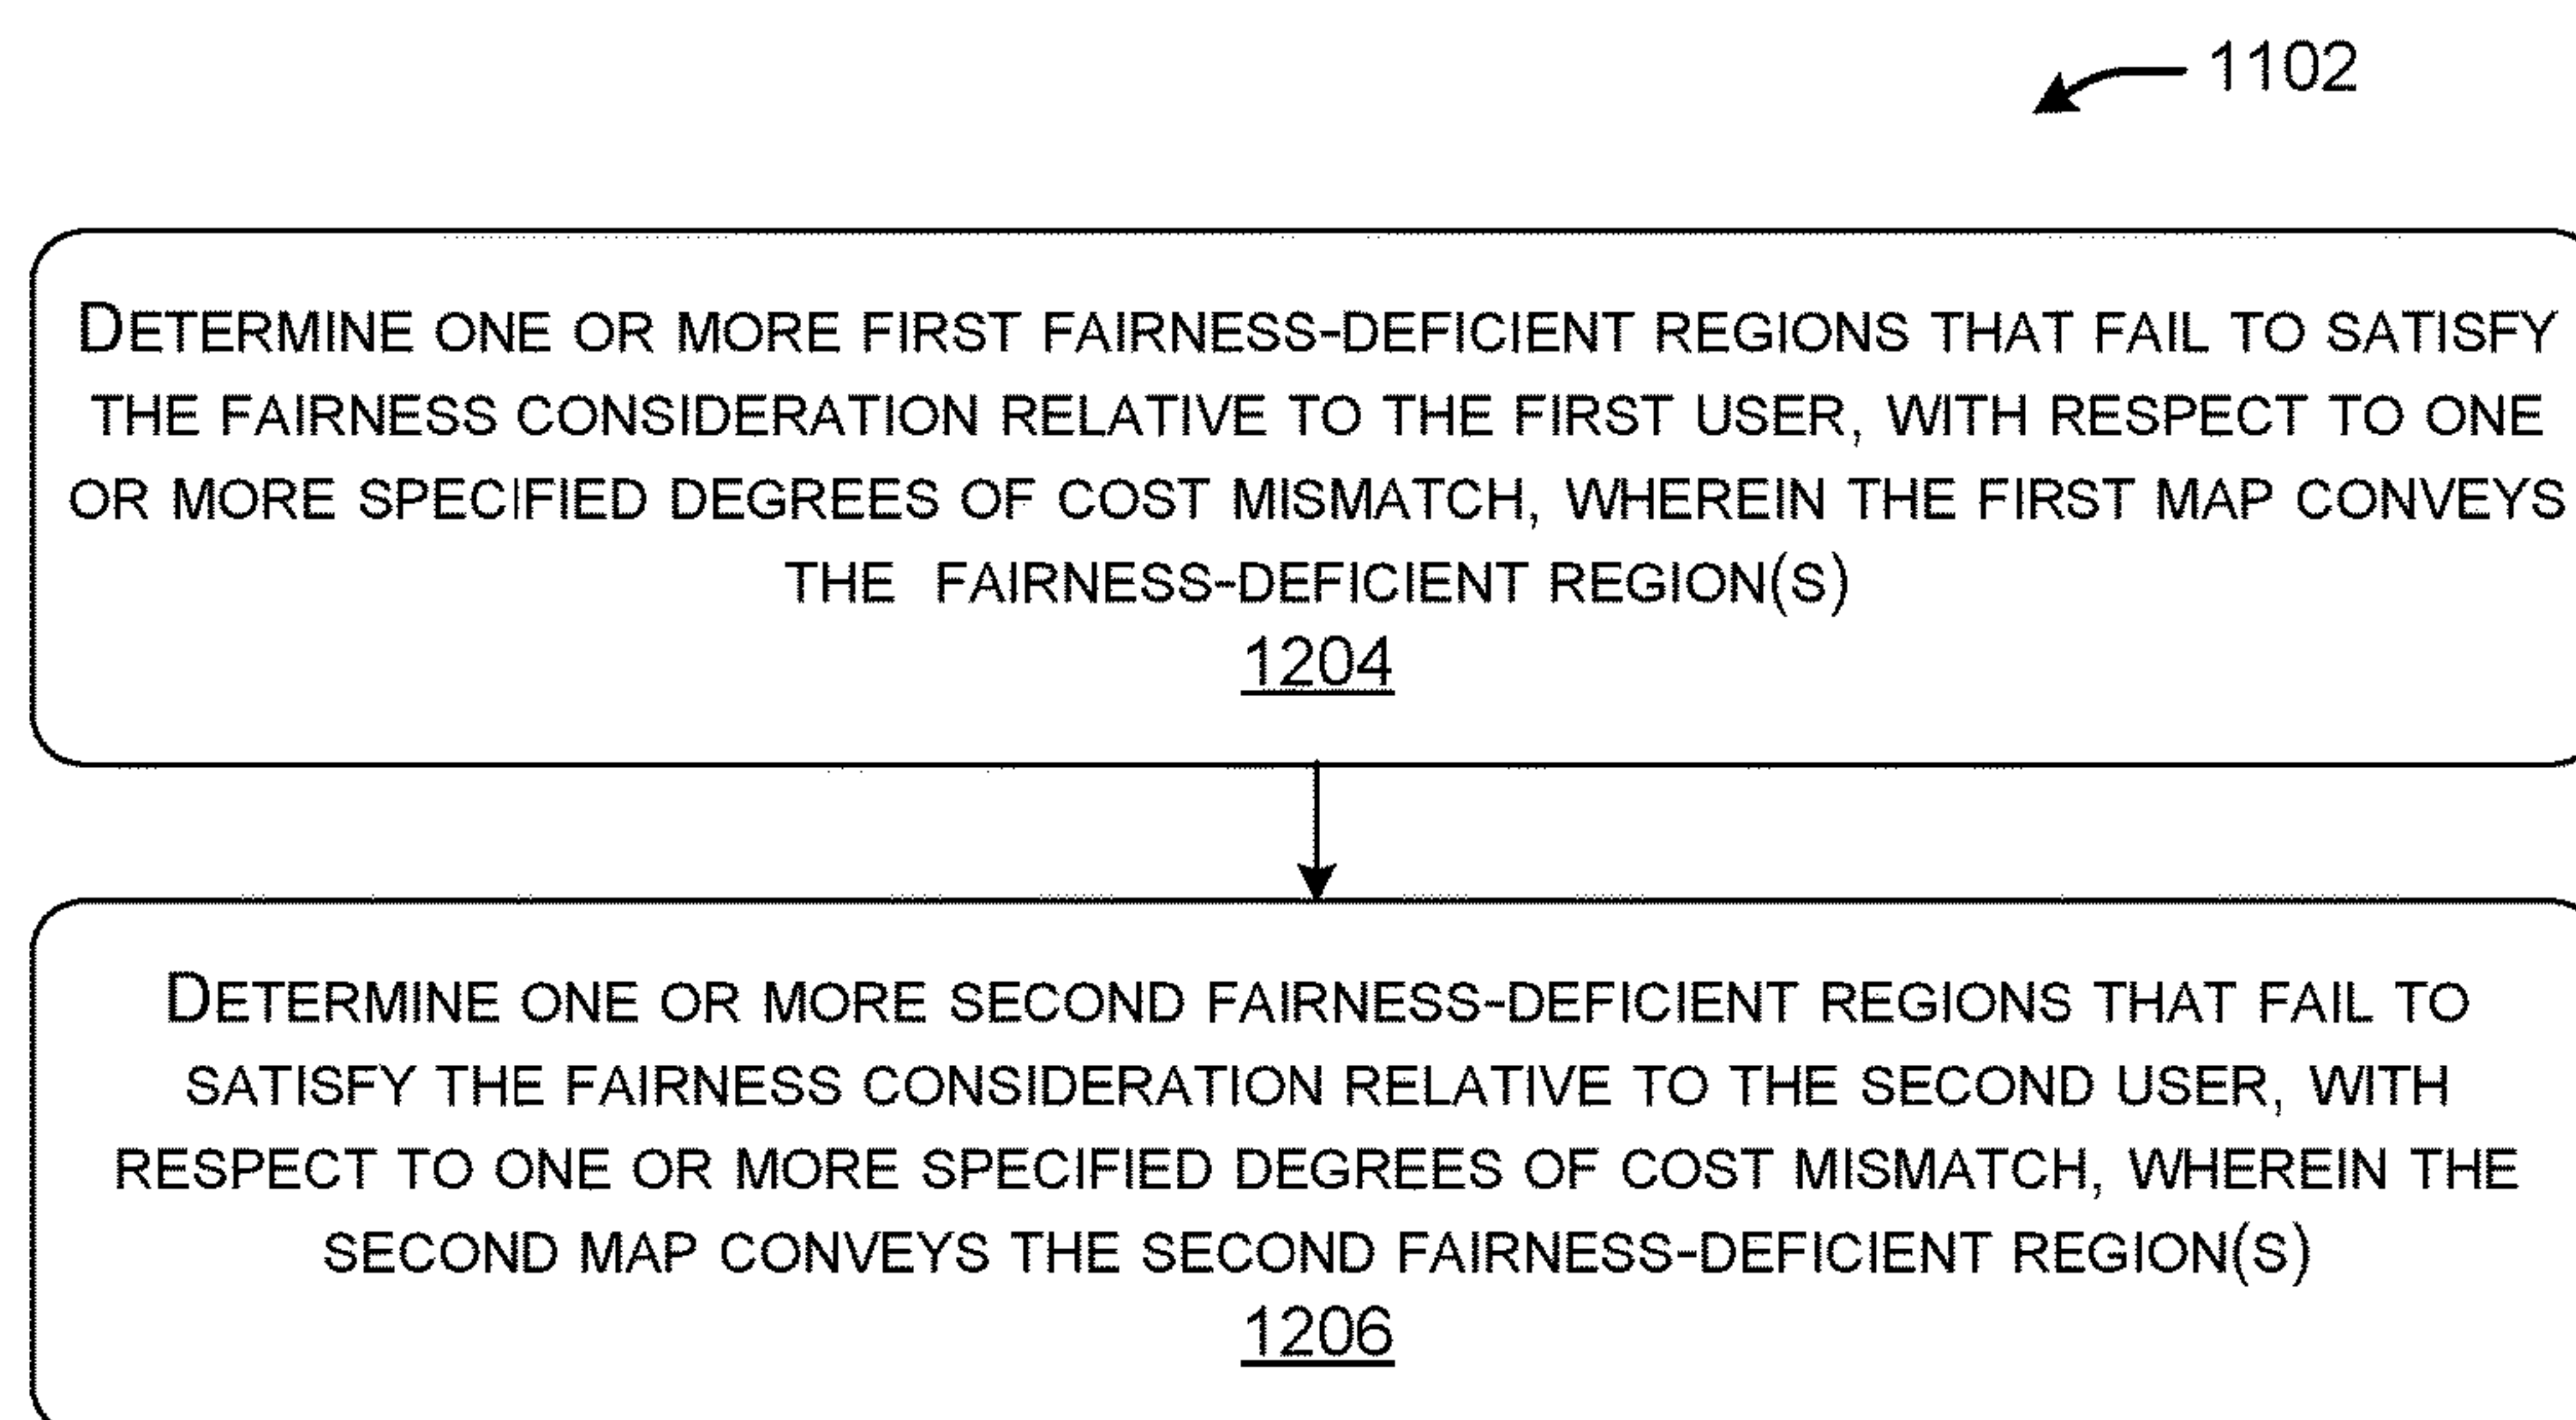 1102
DETERMINE ONE OR MORE FIRST FAIRNESS-DEFICIENT REGIONS THAT FAIL TO SATISFY
THE FAIRNESS CONSIDERATION RELATIVE TO THE FIRST USER, WITH RESPECT TO ONE
OR MORE SPECIFIED DEGREES OF COST MISMATCH, WHEREIN THE FIRST MAP CONVEYS
THE FAIRNESS-DEFICIENT REGION(S)
1204
DETERMINE ONE OR MORE SECOND FAIRNESS-DEFICIENT REGIONS THAT FAIL TO
SATISFY THE FAIRNESS CONSIDERATION RELATIVE TO THE SECOND USER, WITH
RESPECT TO ONE OR MORE SPECIFIED DEGREES OF COST MISMATCH, WHEREIN THE
SECOND MAP CONVEYS THE SECOND FAIRNESS-DEFICIENT REGION(S)
1206